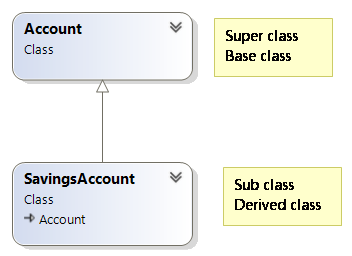 Account
Class
Super class
Base class
SavingsAccount
Class
Account
Sub class
Derived class